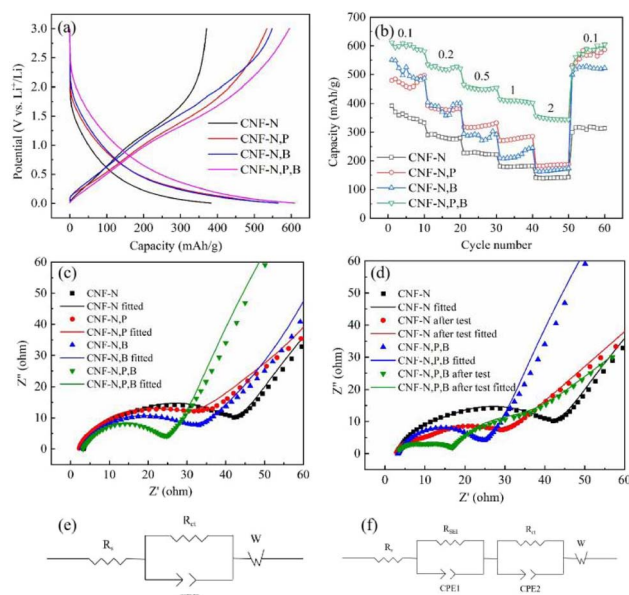 (a)
3.0
2.5
2.0
1.5
1.0
0.5
0.0
Potential (V vs. Li⁺/Li)
CNF-N
CNF-N,P
CNF-N,B
CNF-N,P,B
0 200 400 600 800
Capacity (mAh/g)
(b)
700
600
500
400
300
200
100
0
Capacity (mAh/g)
0.1
0.2
0.5
1
2
0.1
CNF-N
CNF-N,P
CNF-N,B
CNF-N,P,B
0 10 20 30 40 50 60
Cycle number
(c)
60
50
40
30
20
10
0
Z'' (ohm)
CNF-N
CNF-N fitted
CNF-N,P
CNF-N,P fitted
CNF-N,B
CNF-N,B fitted
CNF-N,P,B
CNF-N,P,B fitted
0 10 20 30 40 50 60
Z' (ohm)
(d)
60
50
40
30
20
10
0
Z'' (ohm)
CNF-N
CNF-N fitted
CNF-N after test
CNF-N after test fitted
CNF-N,P,B
CNF-N,P,B fitted
CNF-N,P,B after test
CNF-N,P,B after test fitted
0 10 20 30 40 50 60
Z' (ohm)
(e)
Rct
Rs
W
(f)
RSEI
Rct
Rs
W
CPE1
CPE2